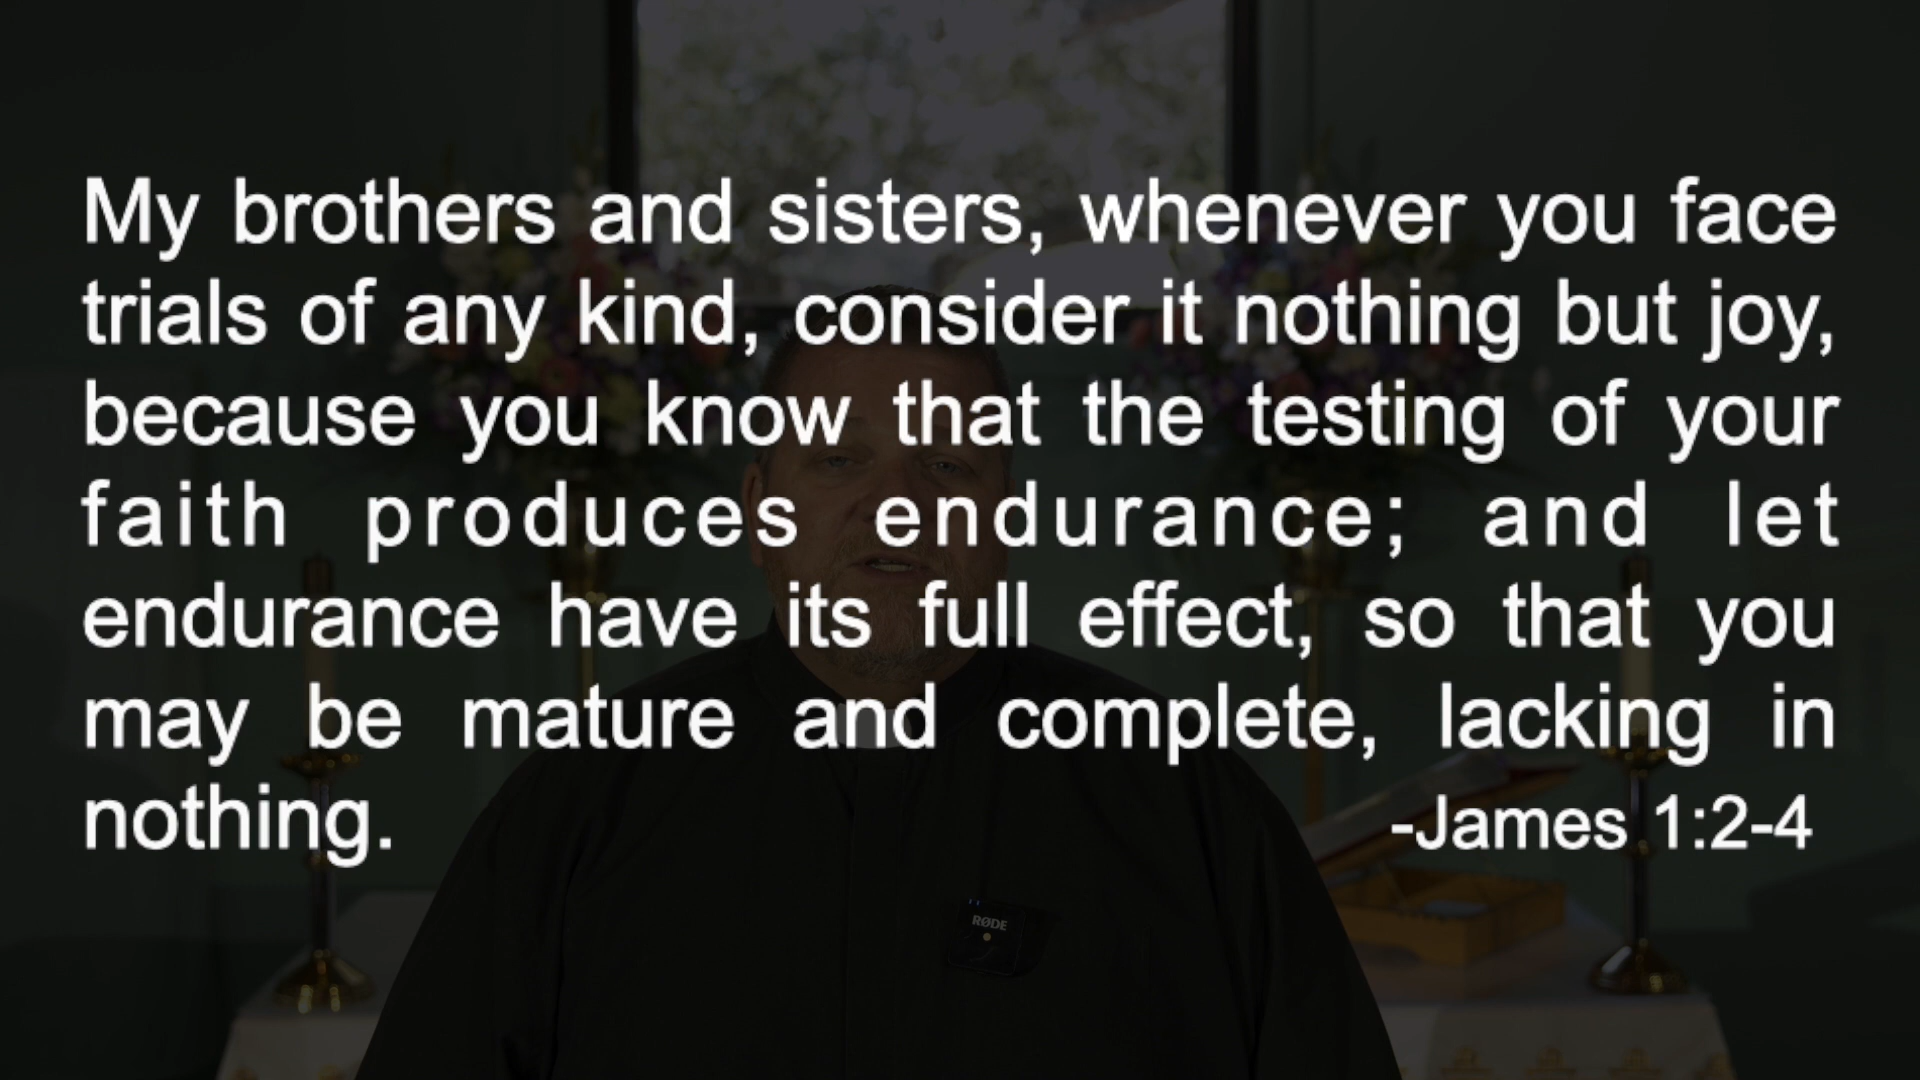 My brothers and sisters, whenever you face
trials of any kind, consider it nothing but joy,
because you know that the testing of your
faith produces endurance; and let
endurance have its full effect, so that you
may be mature and complete, lacking in
nothing. -James 1:2-4
RØDE